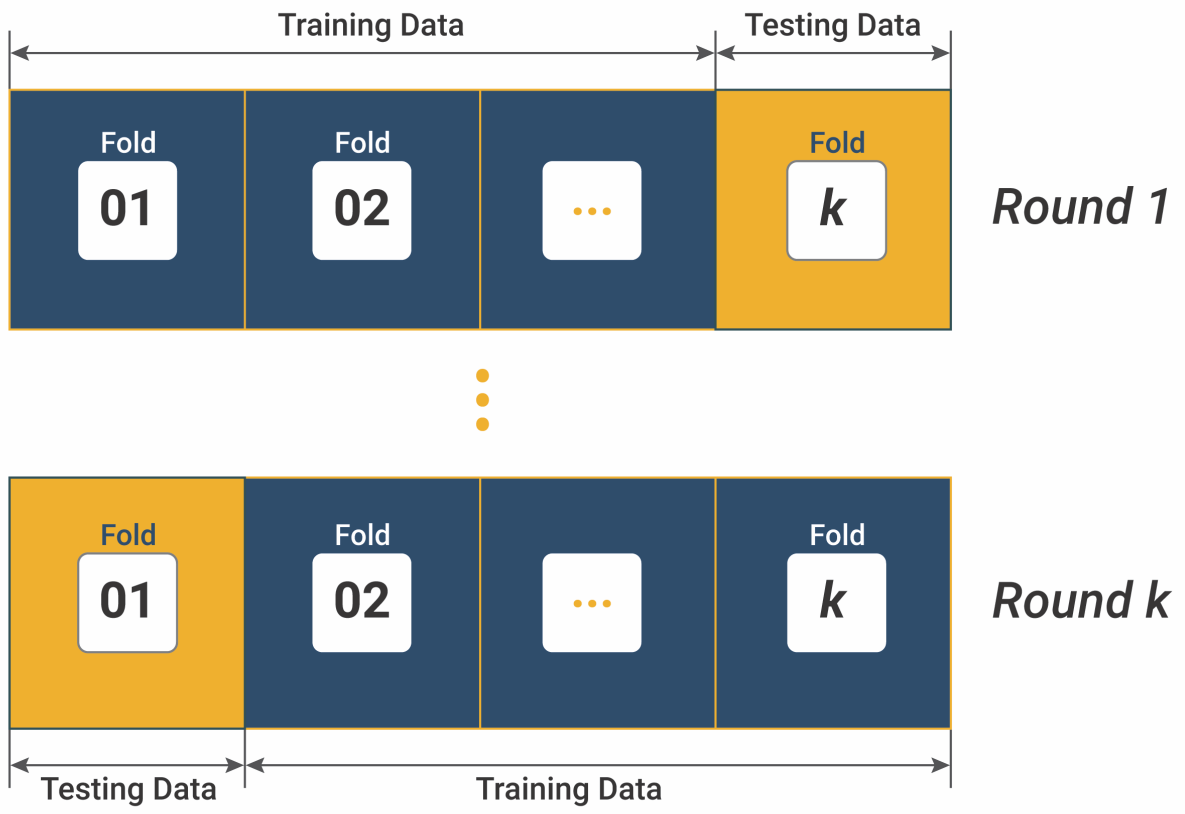 Training Data Testing Data
Fold Fold Fold
01 02 ... k Round 1
Fold Fold Fold
01 02 ... k Round k
Testing Data Training Data